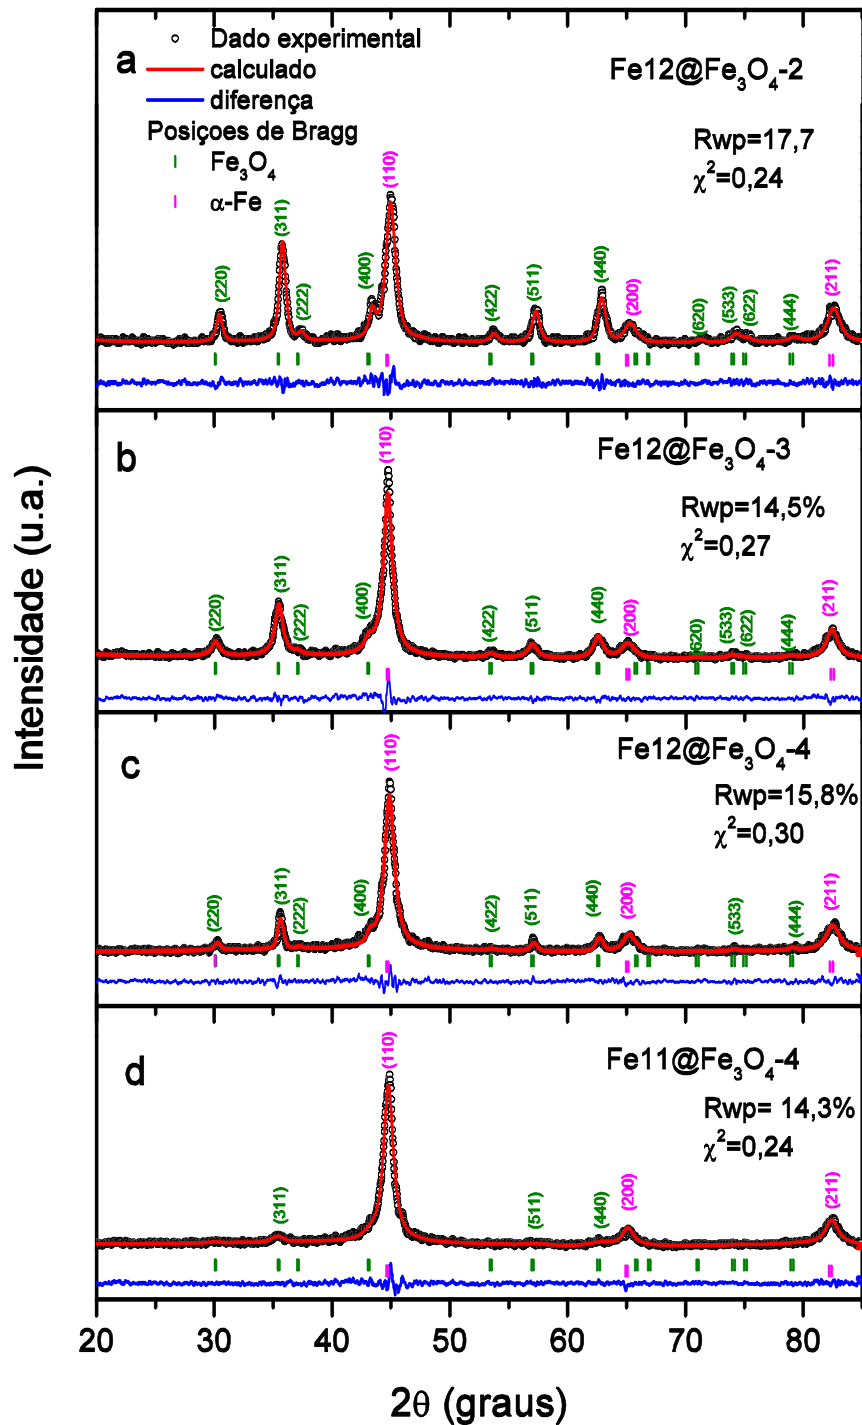 a
Dado experimental
calculado
diferença
Posiçoes de Bragg
Fe₃O₄
α-Fe
Fe12@Fe₃O₄-2
Rwp=17,7
χ²=0,24
(220)
(311)
(222)
(400)
(110)
(422)
(511)
(440)
(200)
(620)
(533)
(622)
(444)
(211)
b
Fe12@Fe₃O₄-3
Rwp=14,5%
χ²=0,27
(220)
(311)
(222)
(400)
(110)
(422)
(511)
(440)
(200)
(620)
(533)
(622)
(444)
(211)
c
Fe12@Fe₃O₄-4
Rwp=15,8%
χ²=0,30
(220)
(311)
(222)
(400)
(110)
(422)
(511)
(440)
(200)
(533)
(444)
(211)
d
Fe11@Fe₃O₄-4
Rwp= 14,3%
χ²=0,24
(311)
(110)
(511)
(440)
(200)
(211)
20 30 40 50 60 70 80
2θ (graus)
Intensidade (u.a.)